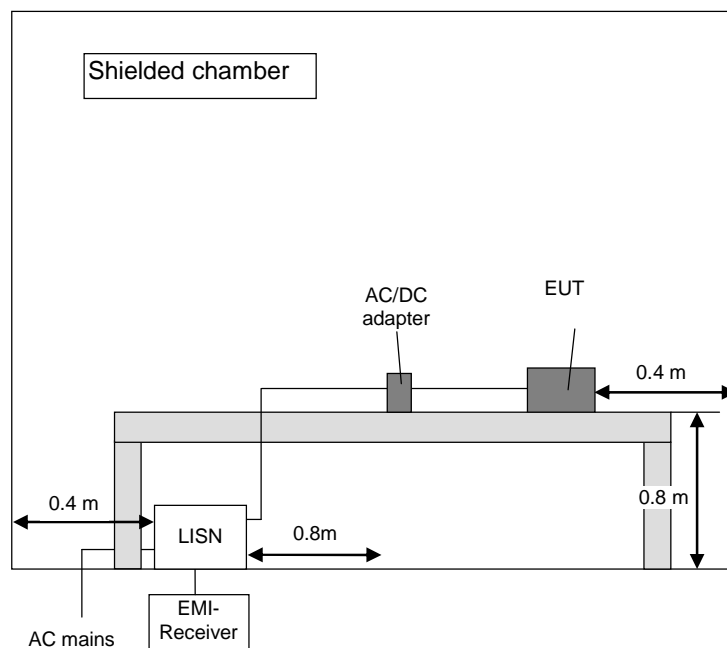 Shielded chamber
EUT
AC/DC
adapter
0.4 m
0.4 m
0.8 m
LISN
0.8m
EMI-
Receiver
AC mains